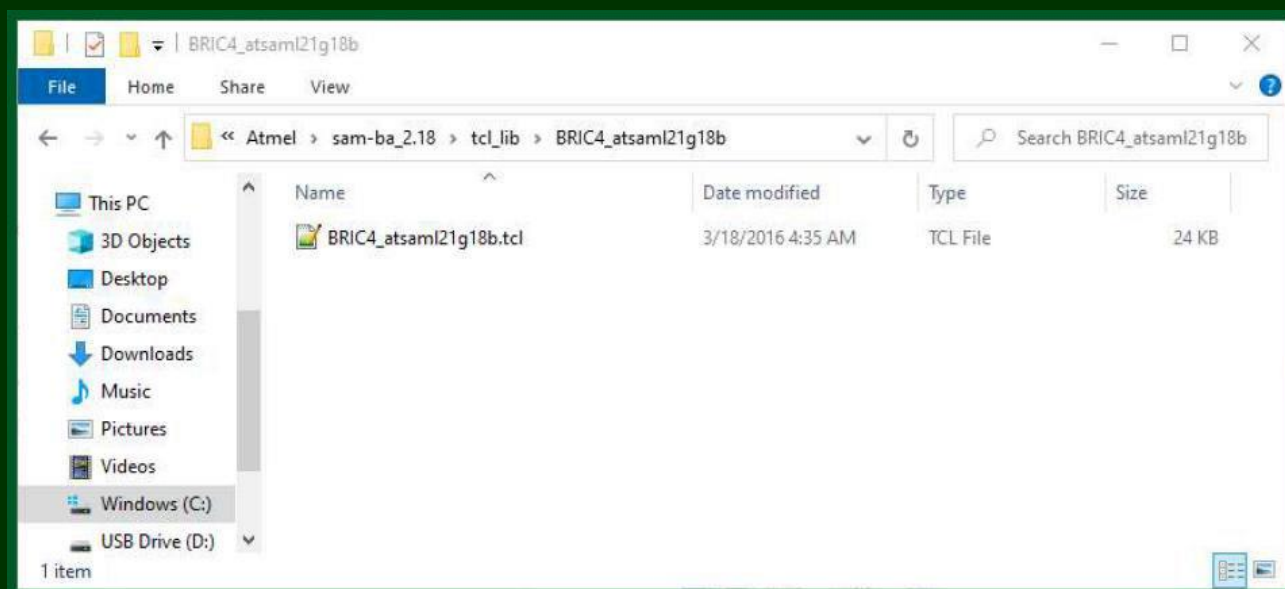 BRIC4_atsaml21g18b
File Home Share View
« Atmel › sam-ba_2.18 › tcl_lib › BRIC4_atsaml21g18b Search BRIC4_atsaml21g18b
Name Date modified Type Size
This PC
BRIC4_atsaml21g18b.tcl 3/18/2016 4:35 AM TCL File 24 KB
3D Objects
Desktop
Documents
Downloads
Music
Pictures
Videos
Windows (C:)
USB Drive (D:)
1 item